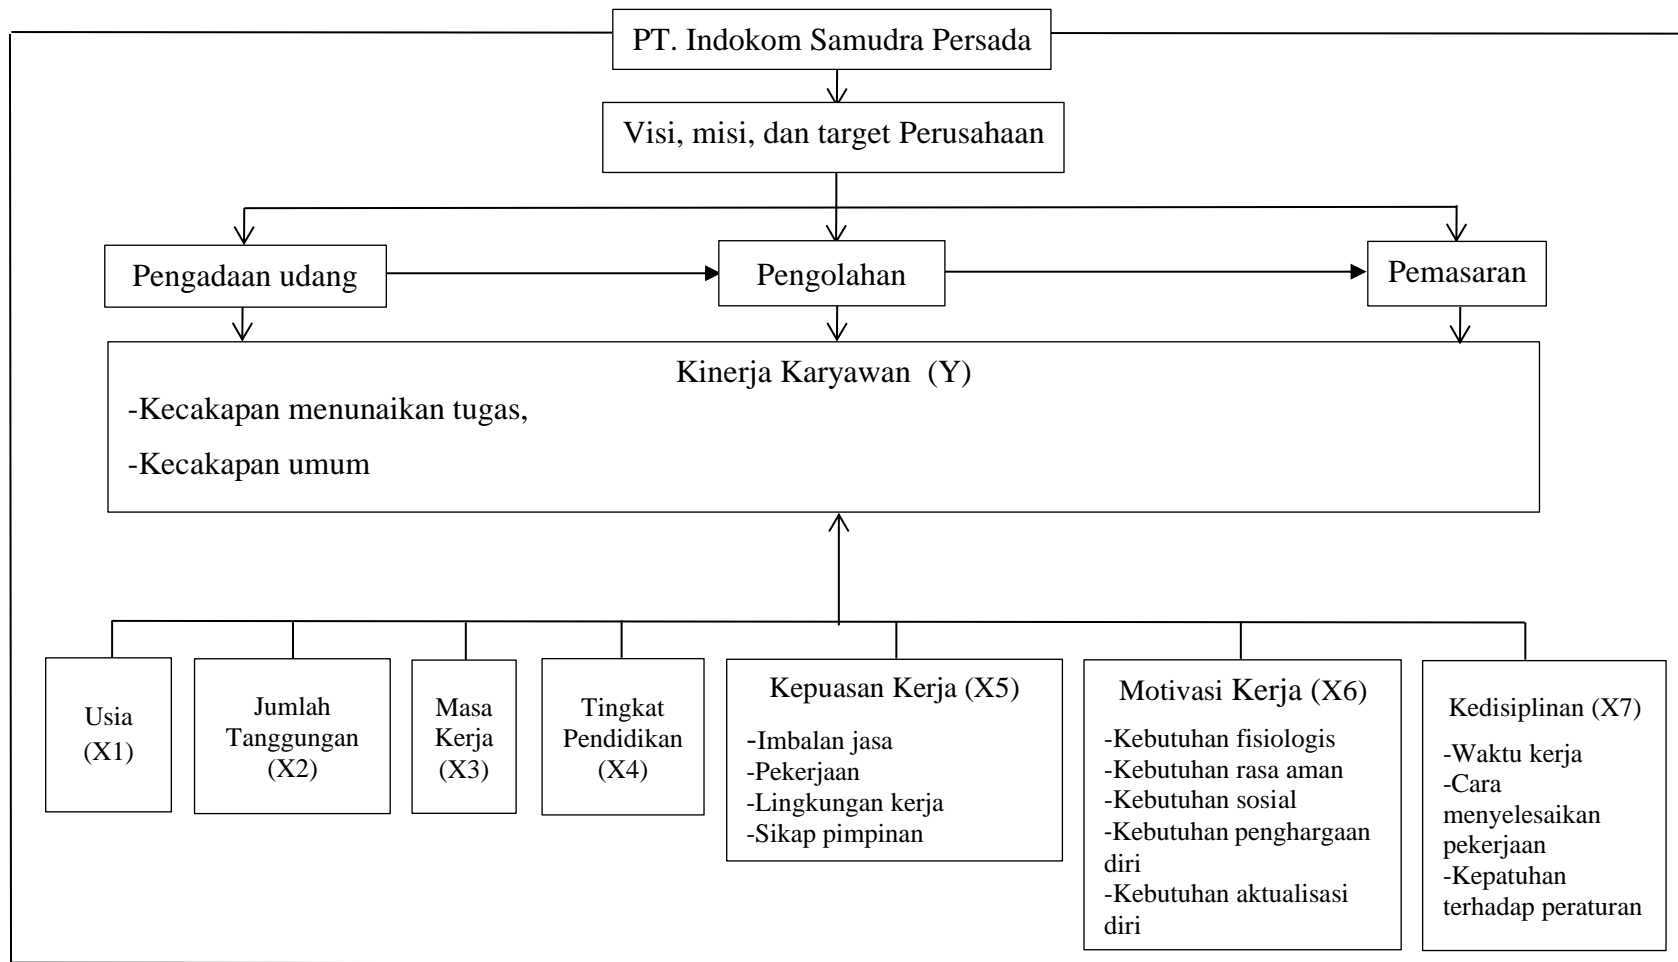 PT. Indokom Samudra Persada
Visi, misi, dan target Perusahaan
Pengadaan udang
Pengolahan
Pemasaran
Kinerja Karyawan (Y)
-Kecakapan menunaikan tugas,
-Kecakapan umum
Usia
(X1)
Jumlah
Tanggungan
(X2)
Masa
Kerja
(X3)
Tingkat
Pendidikan
(X4)
Kepuasan Kerja (X5)
-Imbalan jasa
-Pekerjaan
-Lingkungan kerja
-Sikap pimpinan
Motivasi Kerja (X6)
-Kebutuhan fisiologis
-Kebutuhan rasa aman
-Kebutuhan sosial
-Kebutuhan penghargaan
diri
-Kebutuhan aktualisasi
diri
Kedisiplinan (X7)
-Waktu kerja
-Cara
menyelesaikan
pekerjaan
-Kepatuhan
terhadap peraturan